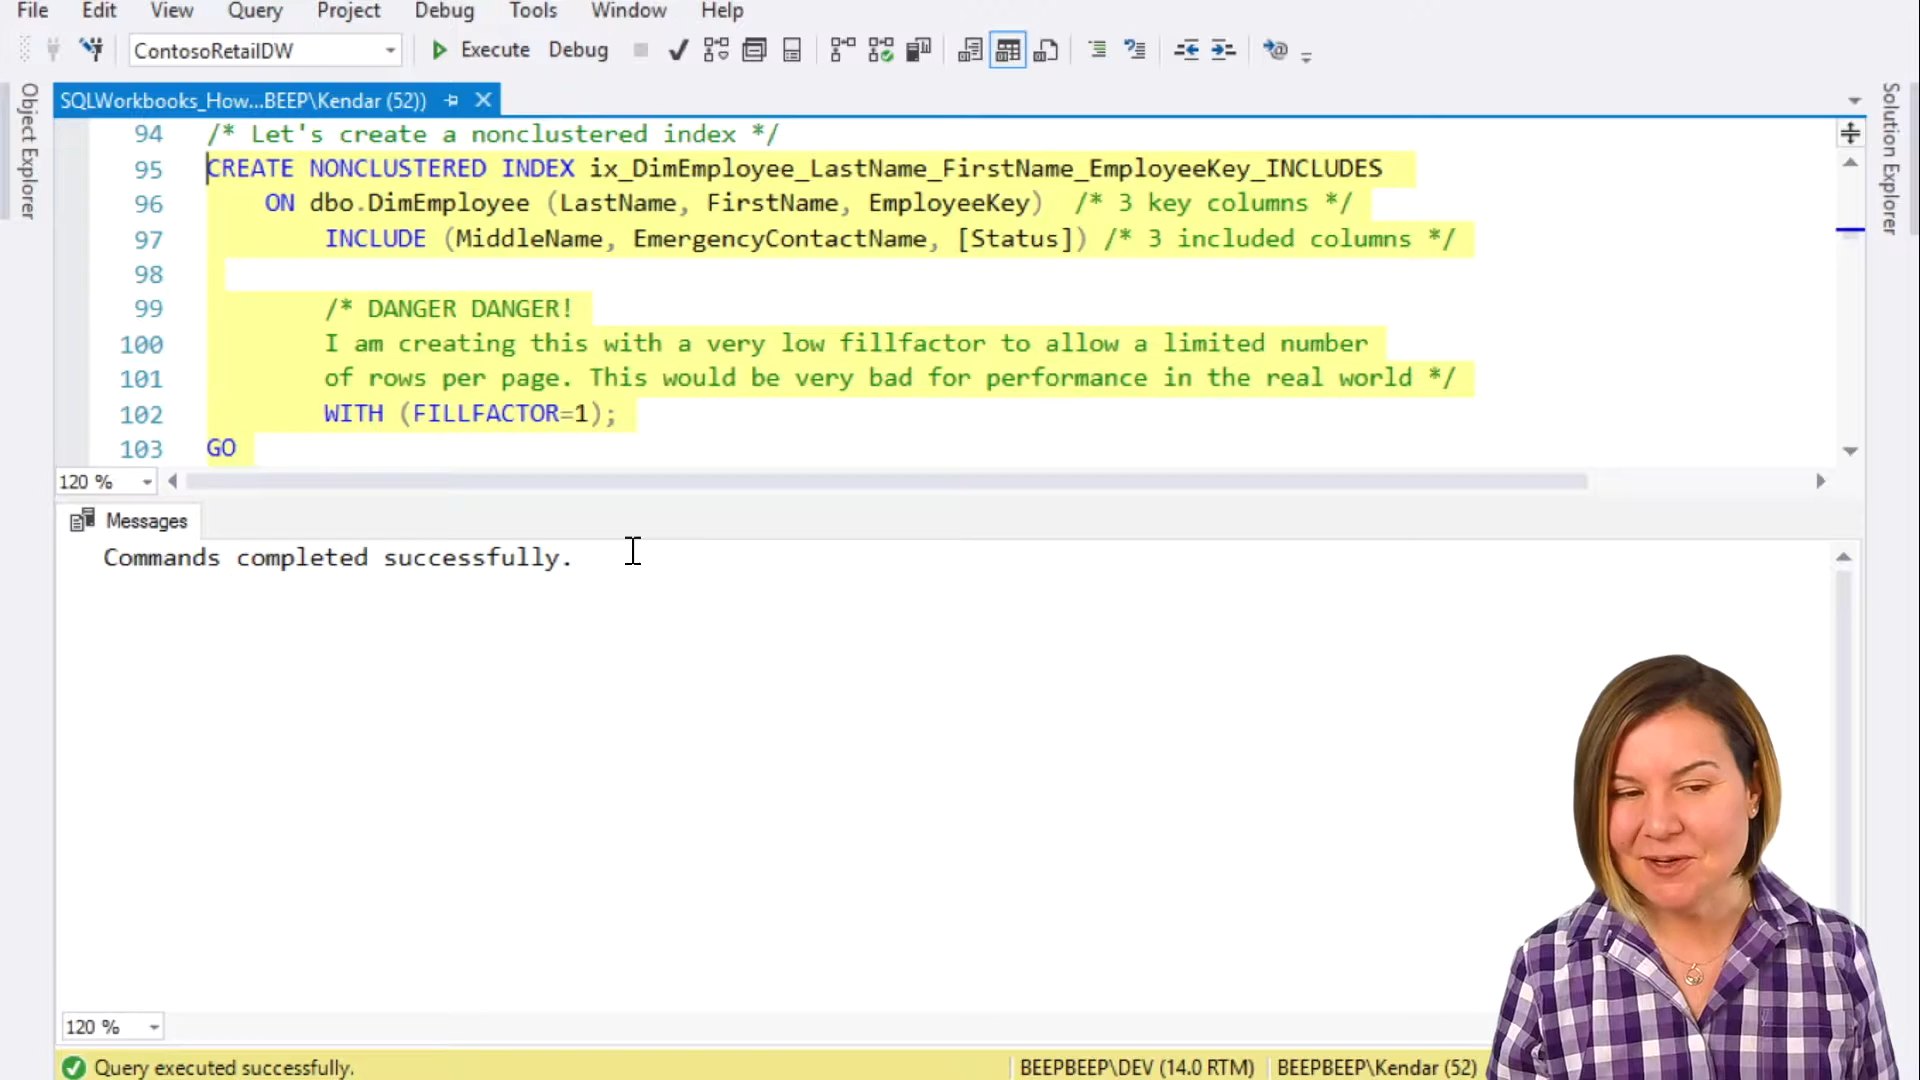 File Edit View Query Project Debug Tools Window Help
ContosoRetailDW Execute Debug
SQLWorkbooks_How...BEEP\Kendar (52))
Object Explorer
Solution Explorer
94 /* Let's create a nonclustered index */
95 CREATE NONCLUSTERED INDEX ix_DimEmployee_LastName_FirstName_EmployeeKey_INCLUDES
96 ON dbo.DimEmployee (LastName, FirstName, EmployeeKey) /* 3 key columns */
97 INCLUDE (MiddleName, EmergencyContactName, [Status]) /* 3 included columns */
98
99 /* DANGER DANGER!
100 I am creating this with a very low fillfactor to allow a limited number
101 of rows per page. This would be very bad for performance in the real world */
102 WITH (FILLFACTOR=1);
103 GO
120 %
Messages
Commands completed successfully.
120 %
Query executed successfully. BEEPBEEP\DEV (14.0 RTM) BEEPBEEP\Kendar (52)